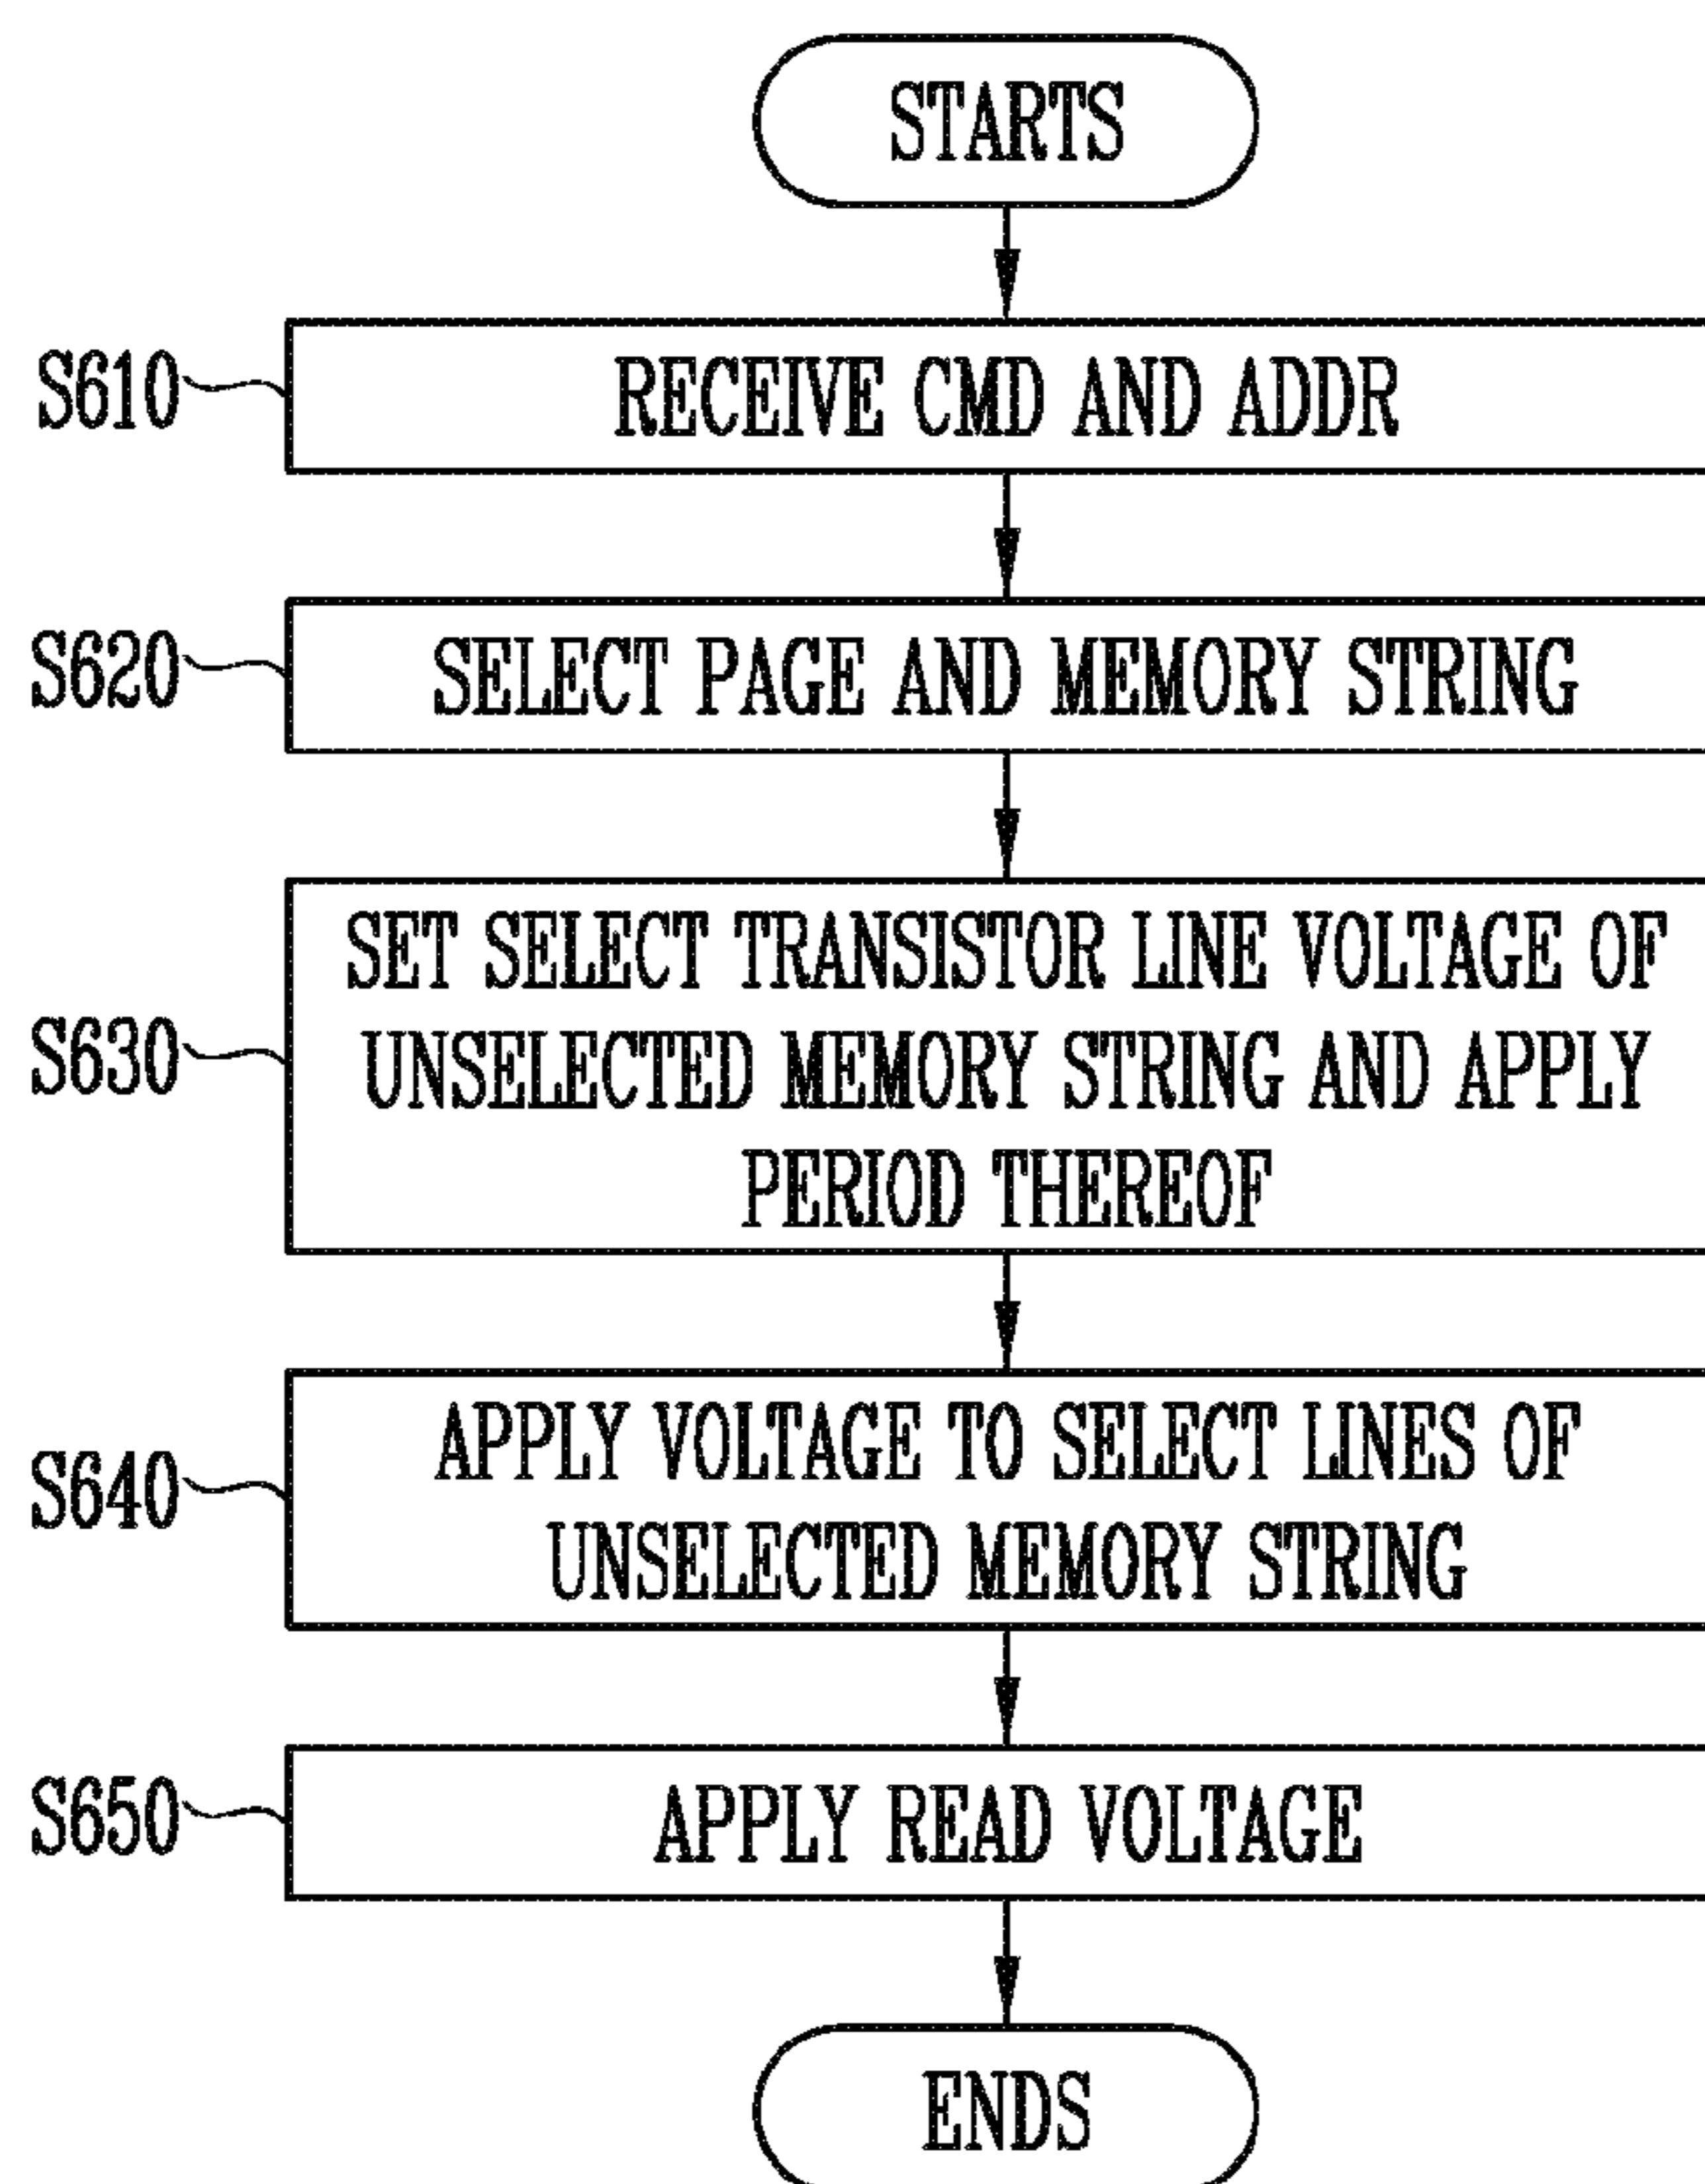 STARTS
S610
RECEIVE CMD AND ADDR
S620
SELECT PAGE AND MEMORY STRING
S630
SET SELECT TRANSISTOR LINE VOLTAGE OF
UNSELECTED MEMORY STRING AND APPLY
PERIOD THEREOF
S640
APPLY VOLTAGE TO SELECT LINES OF
UNSELECTED MEMORY STRING
S650
APPLY READ VOLTAGE
ENDS